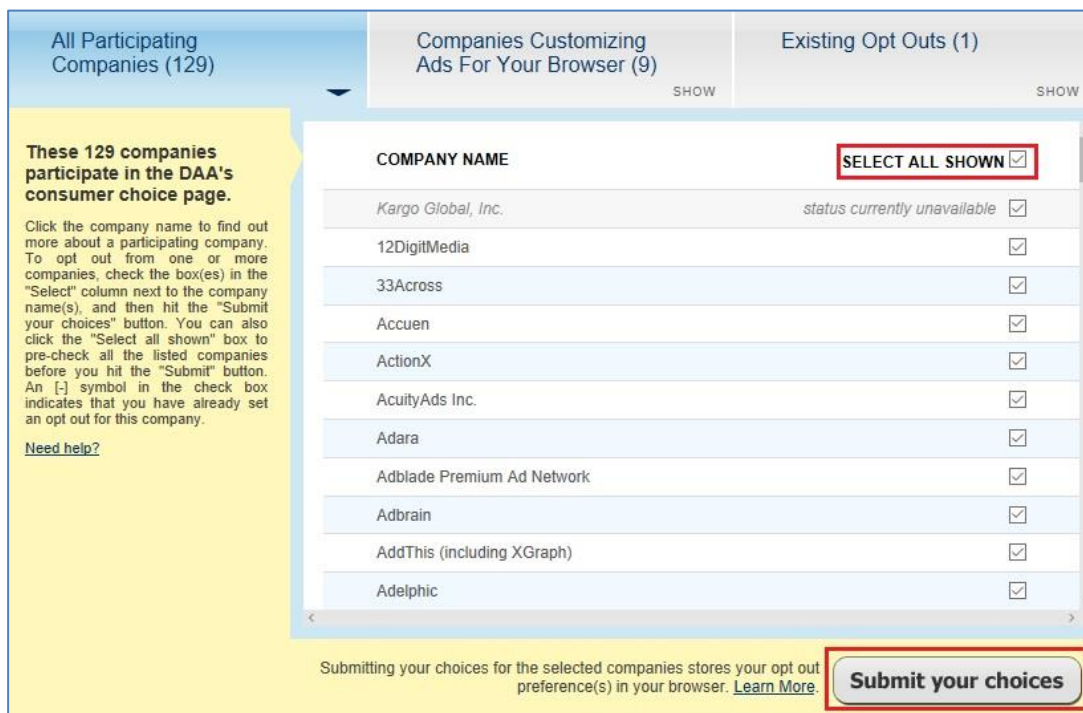 All Participating
Companies (129)
Companies Customizing
Ads For Your Browser (9)
SHOW
Existing Opt Outs (1)
SHOW
These 129 companies
participate in the DAA's
consumer choice page.
Click the company name to find out
more about a participating company.
To opt out from one or more
companies, check the box(es) in the
"Select" column next to the company
name(s), and then hit the "Submit
your choices" button. You can also
click the "Select all shown" box to
pre-check all the listed companies
before you hit the "Submit" button.
An [-] symbol in the check box
indicates that you have already set
an opt out for this company.
Need help?
COMPANY NAME SELECT ALL SHOWN
Kargo Global, Inc. status currently unavailable
12DigitMedia
33Across
Accuen
ActionX
AcuityAds Inc.
Adara
Adblade Premium Ad Network
Adbrain
AddThis (including XGraph)
Adelphic
Submitting your choices for the selected companies stores your opt out
preference(s) in your browser. Learn More.
Submit your choices